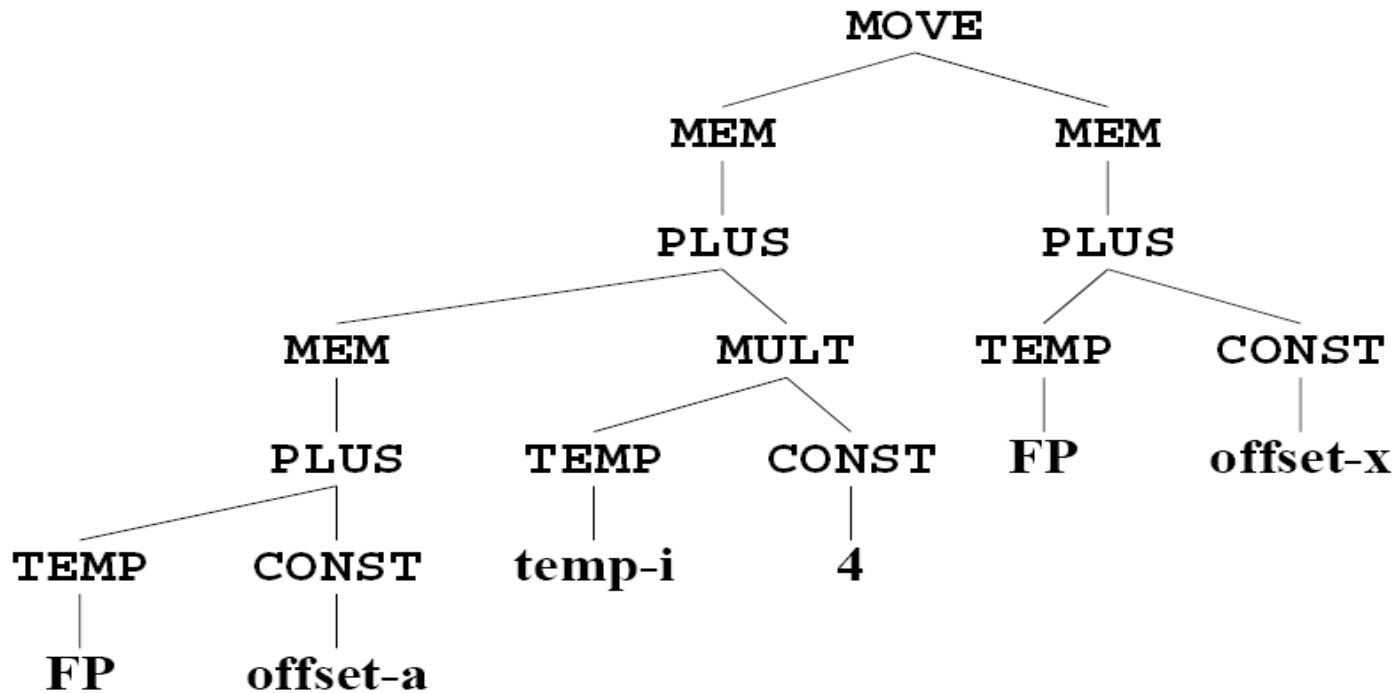 MOVE
MEM MEM
PLUS PLUS
MEM MULT TEMP CONST
PLUS TEMP CONST FP offset-x
TEMP CONST temp-i 4
FP offset-a